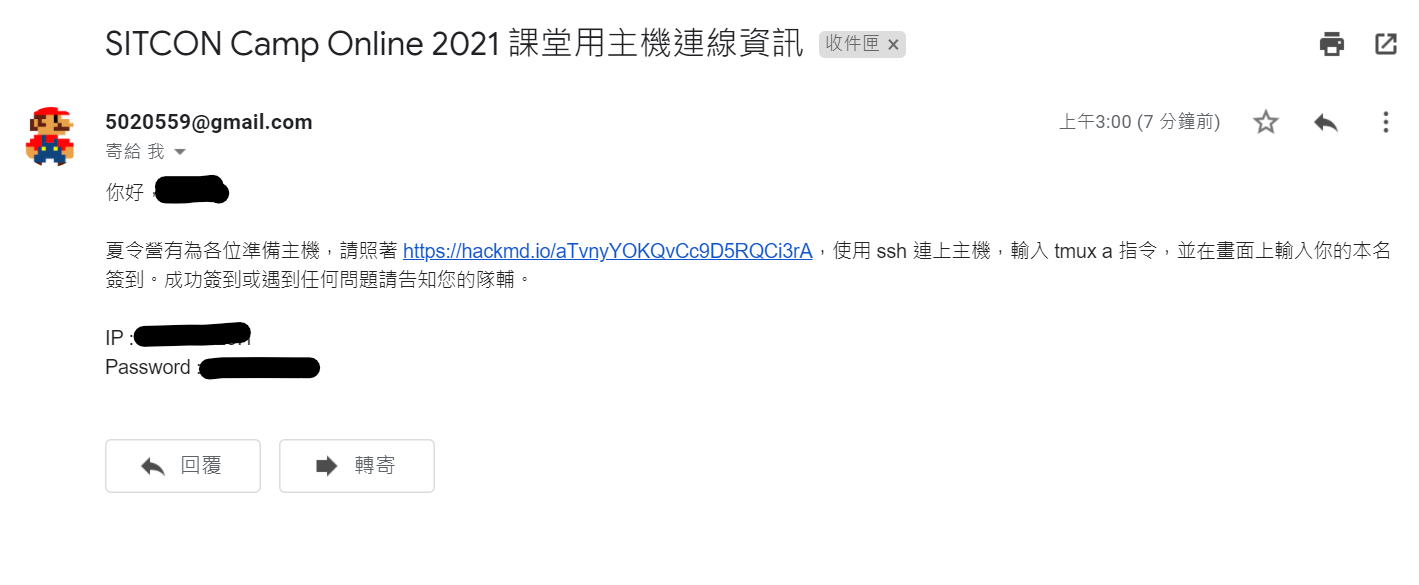 SITCON Camp Online 2021 課堂用主機連線資訊 收件匣 ×
5020559@gmail.com 上午3:00 (7 分鐘前)
寄給 我
你好，
夏令營有為各位準備主機，請照著 https://hackmd.io/aTvnyYOKQvCc9D5RQCi3rA，使用 ssh 連上主機，輸入 tmux a 指令，並在畫面上輸入你的本名
簽到。成功簽到或遇到任何問題請告知您的隊輔。
IP :
Password :
回覆 轉寄